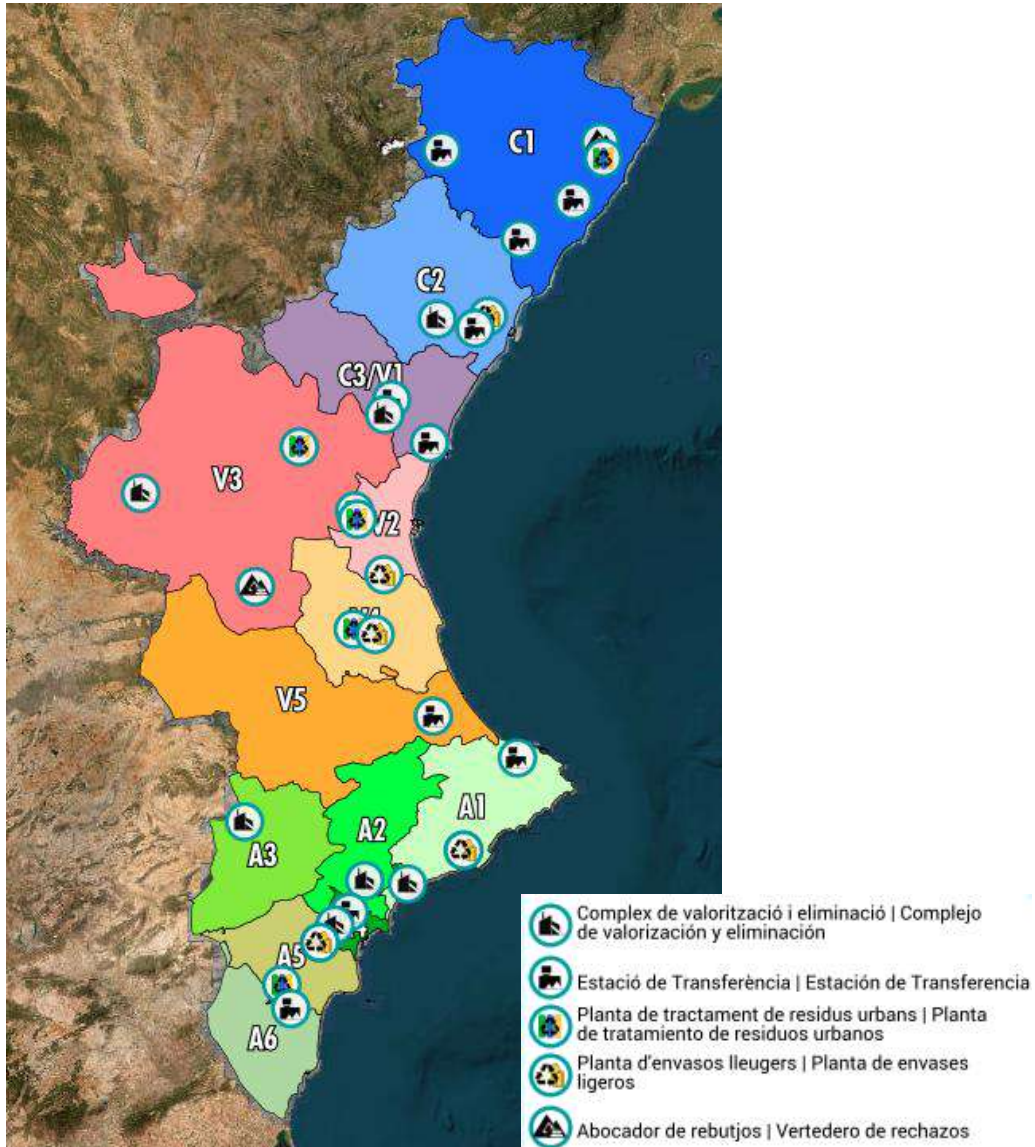 C1
C2
C3/V1
V3
V2
V5
A1
A2
A3
A5
A6
Complex de valorització i eliminació | Complejo
de valorización y eliminación
Estació de Transferència | Estación de Transferencia
Planta de tractament de residus urbans | Planta
de tratamiento de residuos urbanos
Planta d'envasos lleugers | Planta de envases
ligeros
Abocador de rebutjos | Vertedero de rechazos